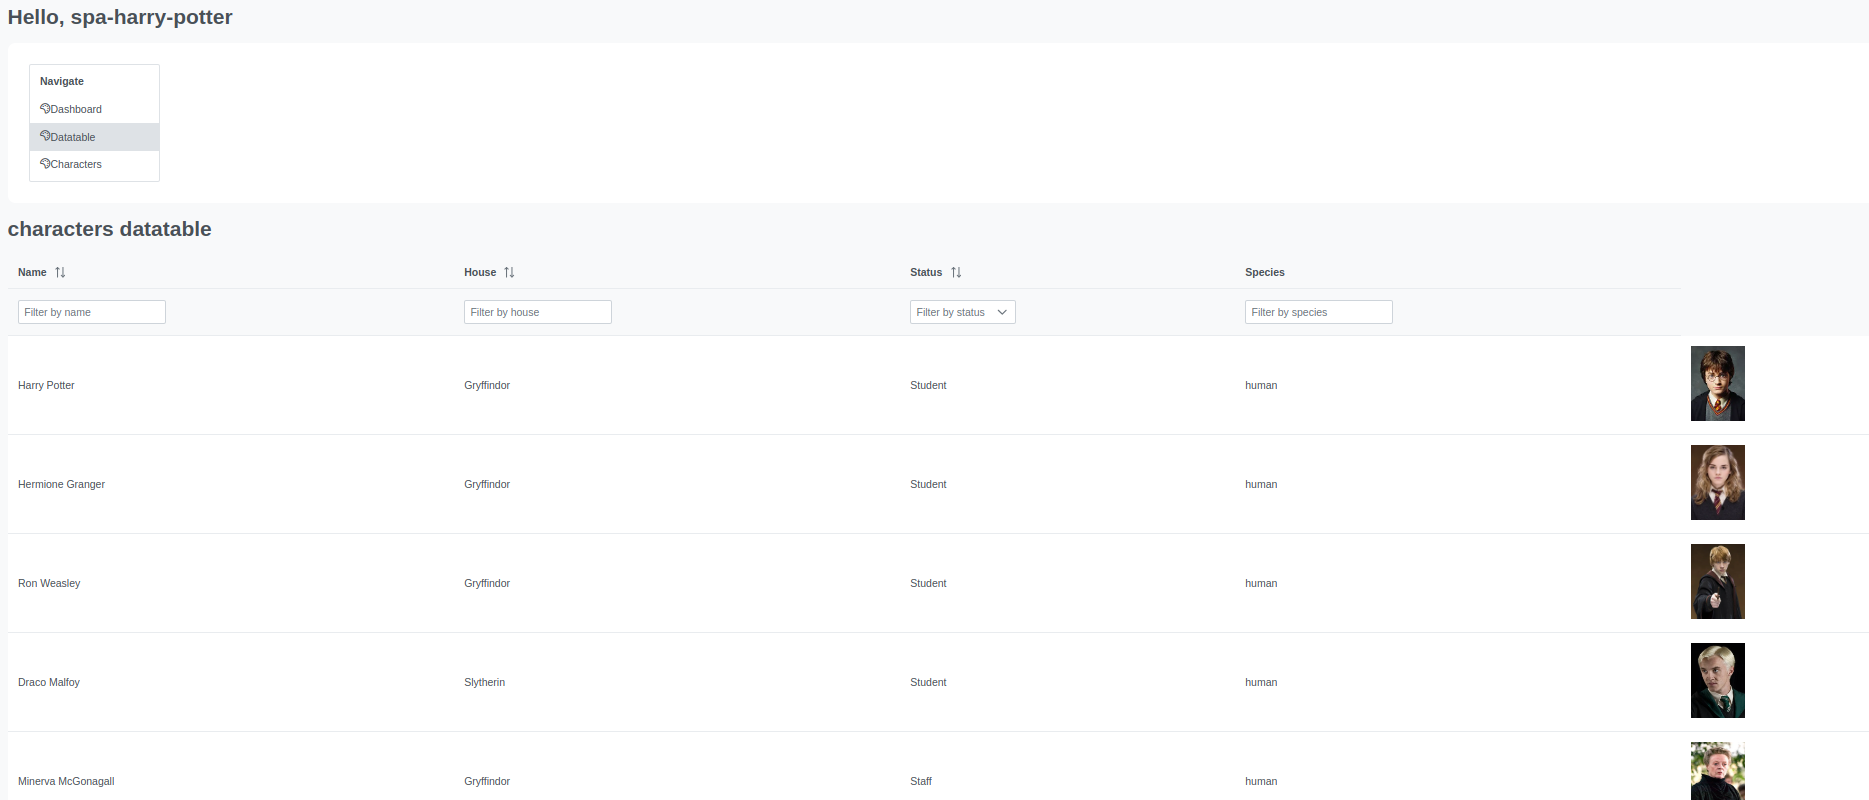 Hello, spa-harry-potter
Navigate
Dashboard
Datatable
Characters
characters datatable
Name House Status Species
Filter by name Filter by house Filter by status Filter by species
Harry Potter Gryffindor Student human
Hermione Granger Gryffindor Student human
Ron Weasley Gryffindor Student human
Draco Malfoy Slytherin Student human
Minerva McGonagall Gryffindor Staff human